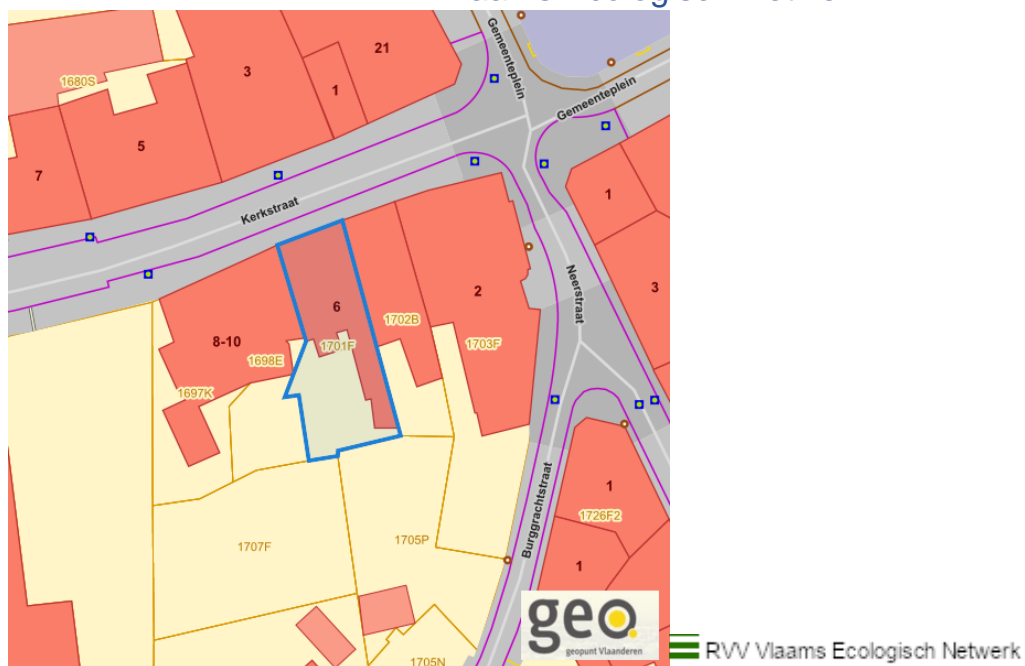 21
3
1680S
1
5
7
Gemeenteplein
Gemeenteplein
Kerkstraat
1
6
2
Neerstraat
3
1702B
8-10
1701F
1703F
1698E
1697K
1
1726F2
Burggrachtstraat
1707F
1705P
1
geo
geopunt Vlaanderen
1705N
RVV Vlaams Ecologisch Netwerk